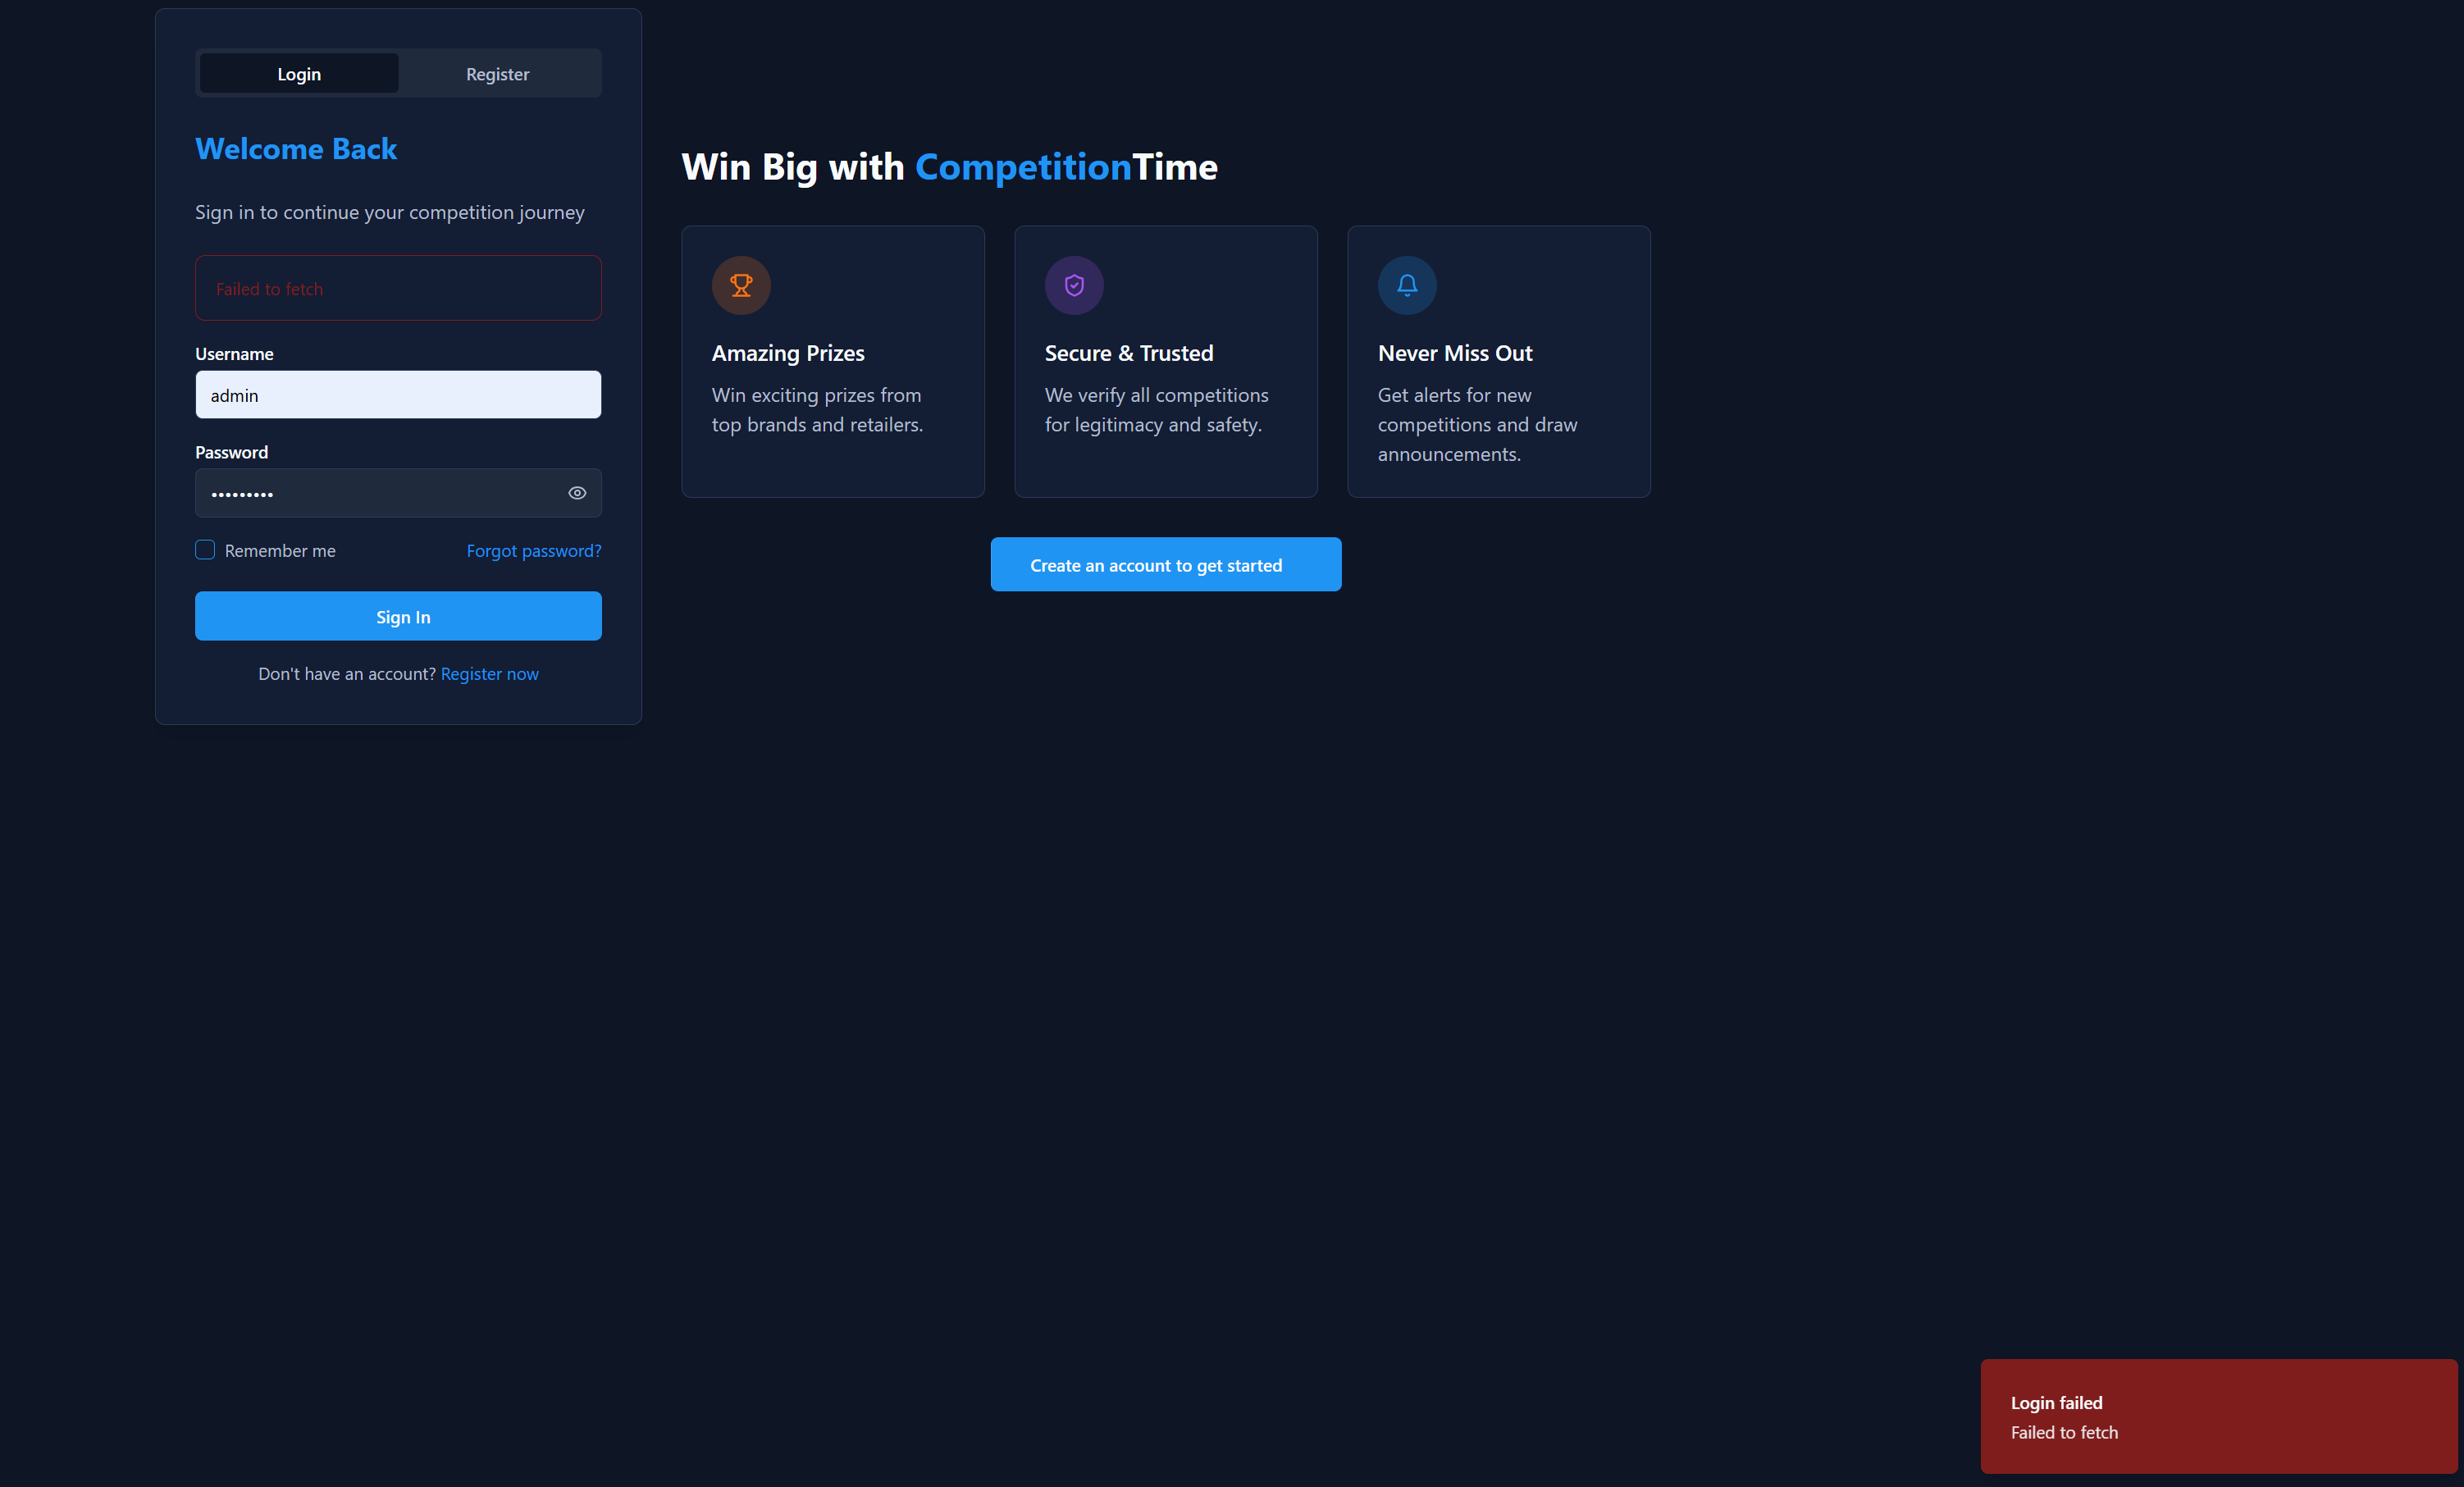 Login
Register
Welcome Back
Sign in to continue your competition journey
Failed to fetch
Username
admin
Password
•••••••••
Remember me
Forgot password?
Sign In
Don't have an account? Register now
Win Big with CompetitionTime
Amazing Prizes
Win exciting prizes from
top brands and retailers.
Secure & Trusted
We verify all competitions
for legitimacy and safety.
Never Miss Out
Get alerts for new
competitions and draw
announcements.
Create an account to get started
Login failed
Failed to fetch